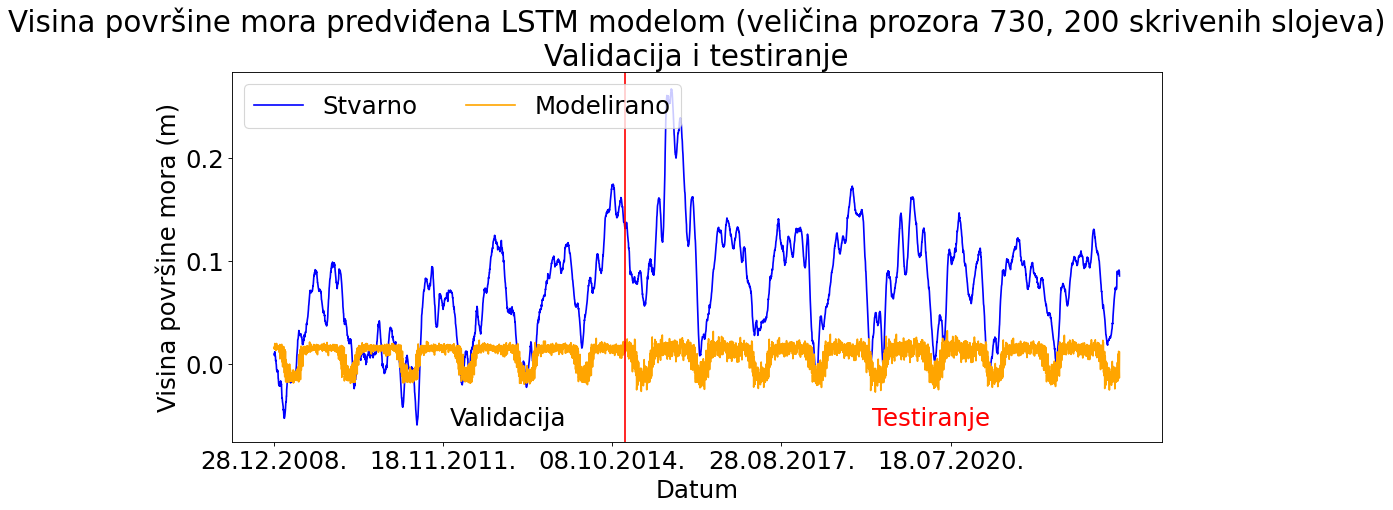 Visina površine mora predviđena LSTM modelom (veličina prozora 730, 200 skrivenih slojeva)
Validacija i testiranje
Stvarno
Modelirano
Visina površine mora (m)
0.2
0.1
0.0
Validacija
Testiranje
28.12.2008.
18.11.2011.
08.10.2014.
28.08.2017.
18.07.2020.
Datum